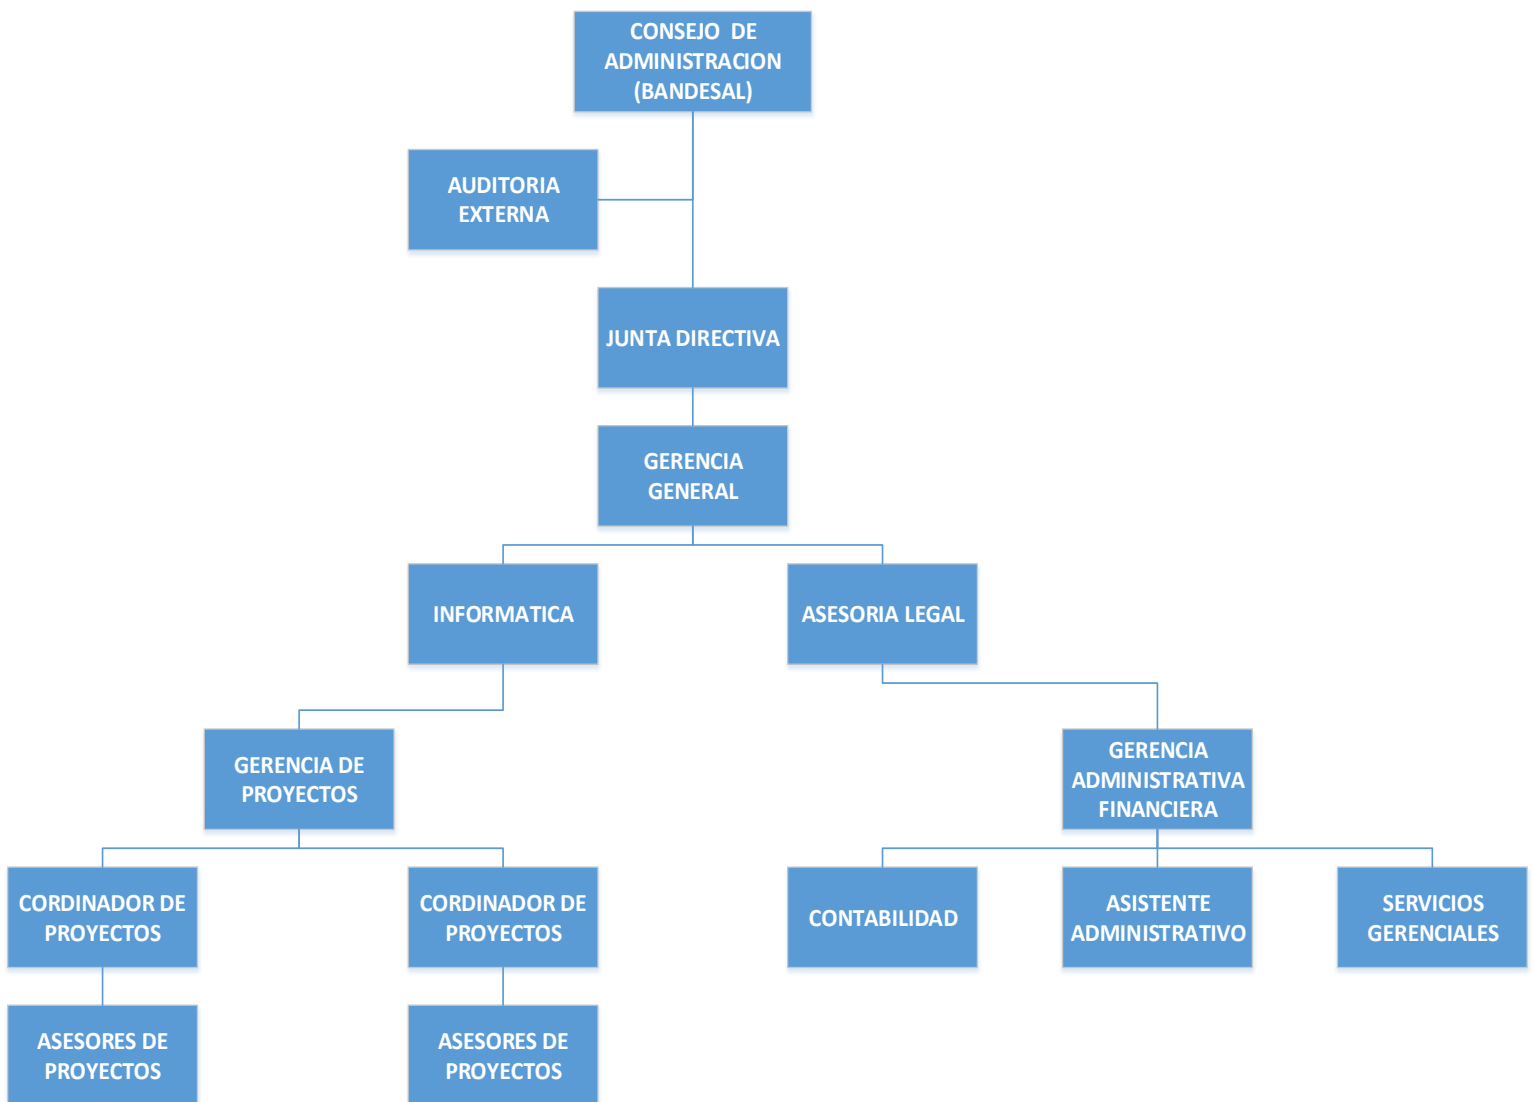 CONSEJO DE
ADMINISTRACION
(BANDESAL)
AUDITORIA
EXTERNA
JUNTA DIRECTIVA
GERENCIA
GENERAL
INFORMATICA
ASESORIA LEGAL
GERENCIA DE
PROYECTOS
GERENCIA
ADMINISTRATIVA
FINANCIERA
CORDINADOR DE
PROYECTOS
CORDINADOR DE
PROYECTOS
CONTABILIDAD
ASISTENTE
ADMINISTRATIVO
SERVICIOS
GERENCIALES
ASESORES DE
PROYECTOS
ASESORES DE
PROYECTOS